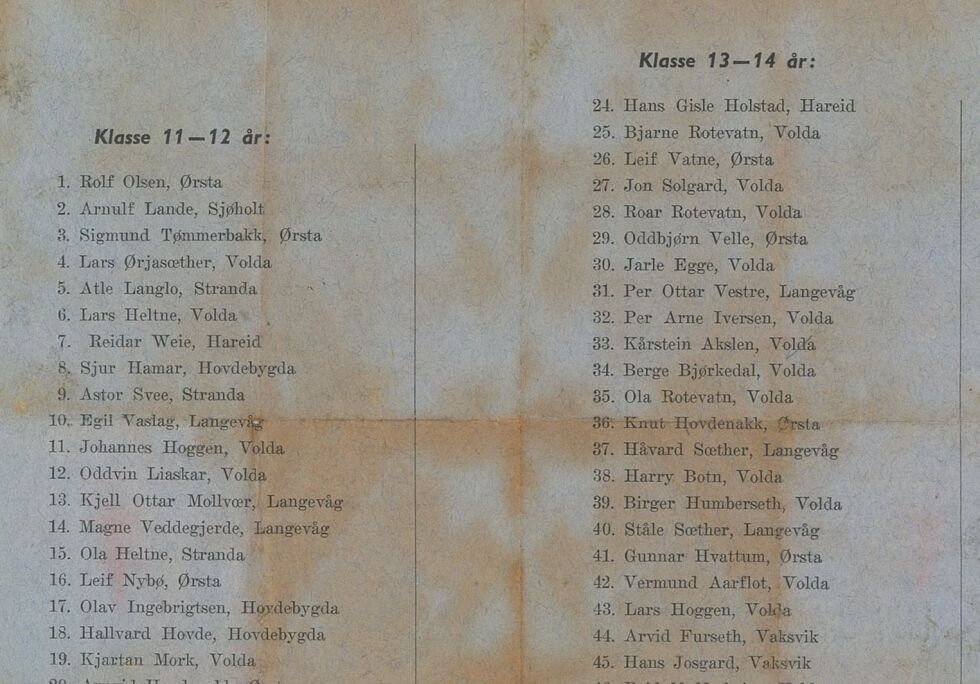 Klasse 11—12 år:
1. Rolf Olsen, Ørsta
2. Arnulf Lande, Sjøholt
3. Sigmund Tømmerbakk, Ørsta
4. Lars Ørjasæther, Volda
5. Atle Langlo, Stranda
6. Lars Heltne, Volda
7. Reidar Weie, Hareid
8. Sjur Hamar, Hovdebygda
9. Astor Svee, Stranda
10. Egil Vaslag, Langevåg
11. Johannes Hoggen, Volda
12. Oddvin Liaskar, Volda
13. Kjell Ottar Mollvær, Langevåg
14. Magne Veddegjerde, Langevåg
15. Ola Heltne, Stranda
16. Leif Nybø, Ørsta
17. Olav Ingebrigtsen, Hovdebygda
18. Hallvard Hovde, Hovdebygda
19. Kjartan Mork, Volda
Klasse 13—14 år:
24. Hans Gisle Holstad, Hareid
25. Bjarne Rotevatn, Volda
26. Leif Vatne, Ørsta
27. Jon Solgard, Volda
28. Roar Rotevatn, Volda
29. Oddbjørn Velle, Ørsta
30. Jarle Egge, Volda
31. Per Ottar Vestre, Langevåg
32. Per Arne Iversen, Volda
33. Kårstein Akslen, Volda
34. Berge Bjørkedal, Volda
35. Ola Rotevatn, Volda
36. Knut Hovdenakk, Ørsta
37. Håvard Sæther, Langevåg
38. Harry Botn, Volda
39. Birger Humberseth, Volda
40. Ståle Sæther, Langevåg
41. Gunnar Hvattum, Ørsta
42. Vermund Aarflot, Volda
43. Lars Hoggen, Volda
44. Arvid Furseth, Vaksvik
45. Hans Josgard, Vaksvik